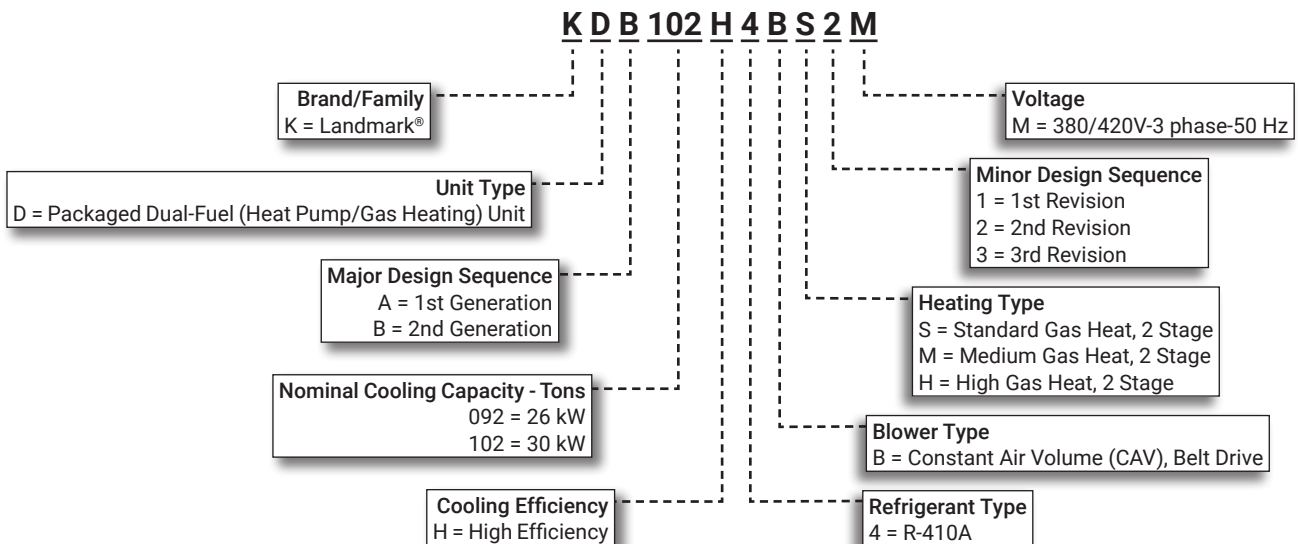 K D B 102 H 4 B S 2 M
Brand/Family
K = Landmark®
Voltage
M = 380/420V-3 phase-50 Hz
Unit Type
D = Packaged Dual-Fuel (Heat Pump/Gas Heating) Unit
Minor Design Sequence
1 = 1st Revision
2 = 2nd Revision
3 = 3rd Revision
Major Design Sequence
A = 1st Generation
B = 2nd Generation
Heating Type
S = Standard Gas Heat, 2 Stage
M = Medium Gas Heat, 2 Stage
H = High Gas Heat, 2 Stage
Nominal Cooling Capacity - Tons
092 = 26 kW
102 = 30 kW
Blower Type
B = Constant Air Volume (CAV), Belt Drive
Cooling Efficiency
H = High Efficiency
Refrigerant Type
4 = R-410A